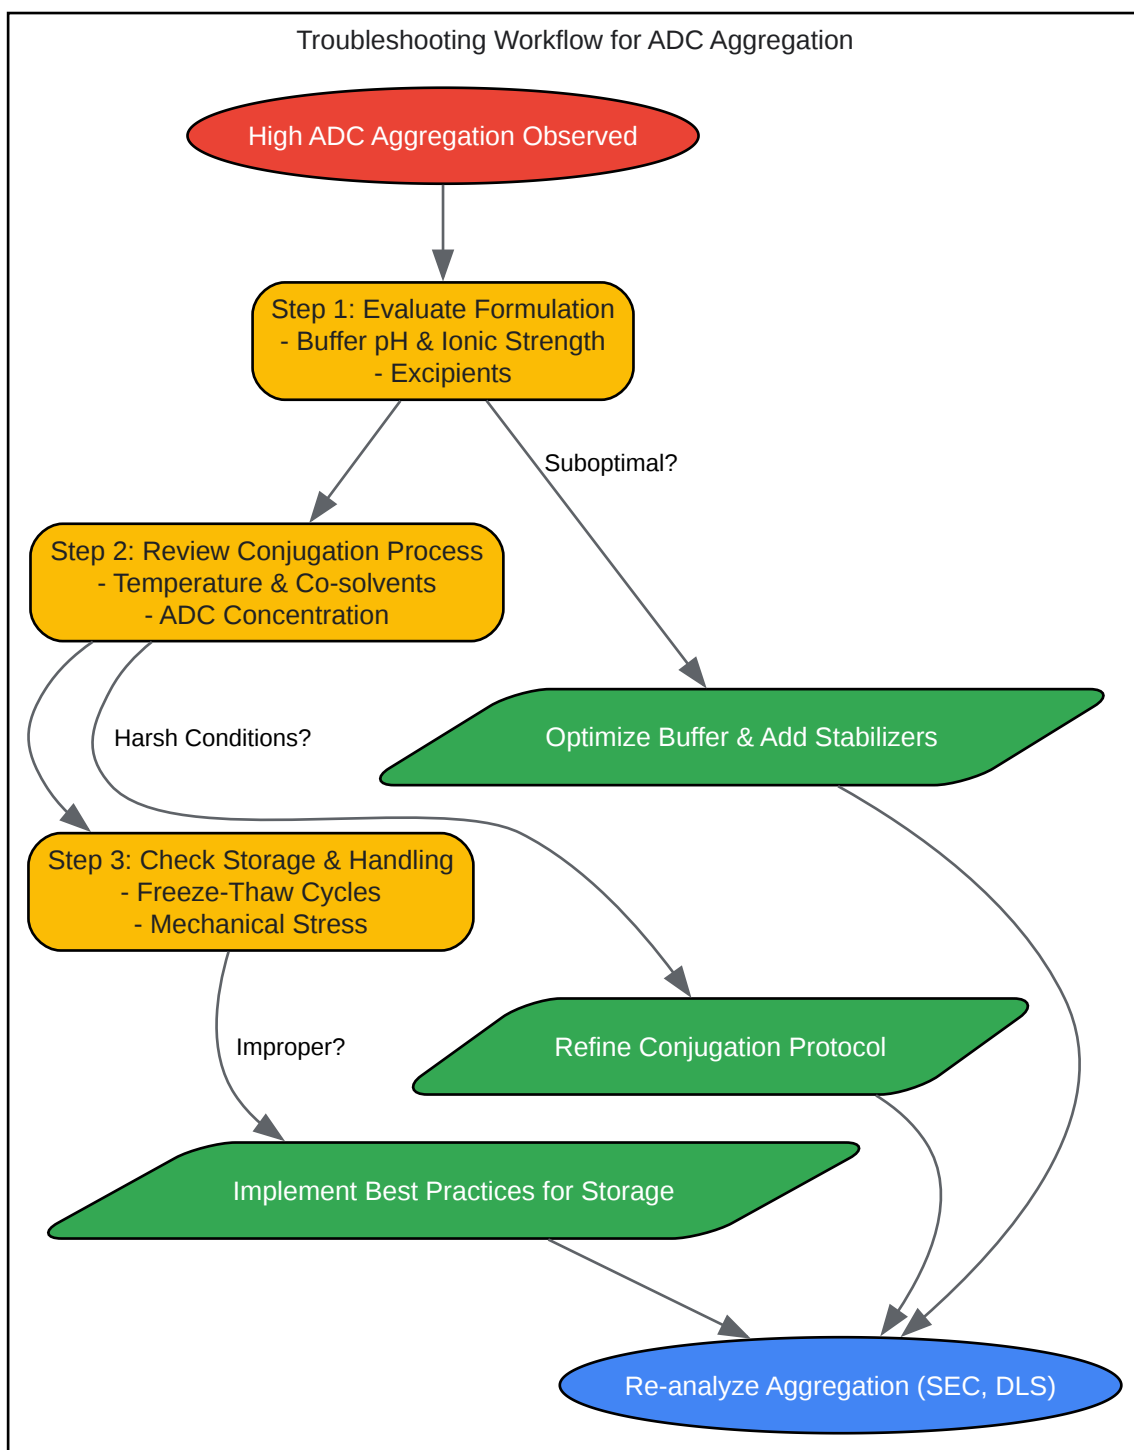 Troubleshooting Workflow for ADC Aggregation
High ADC Aggregation Observed
Step 1: Evaluate Formulation
- Buffer pH & Ionic Strength
- Excipients
Suboptimal?
Step 2: Review Conjugation Process
- Temperature & Co-solvents
- ADC Concentration
Harsh Conditions?
Optimize Buffer & Add Stabilizers
Step 3: Check Storage & Handling
- Freeze-Thaw Cycles
- Mechanical Stress
Improper?
Refine Conjugation Protocol
Implement Best Practices for Storage
Re-analyze Aggregation (SEC, DLS)